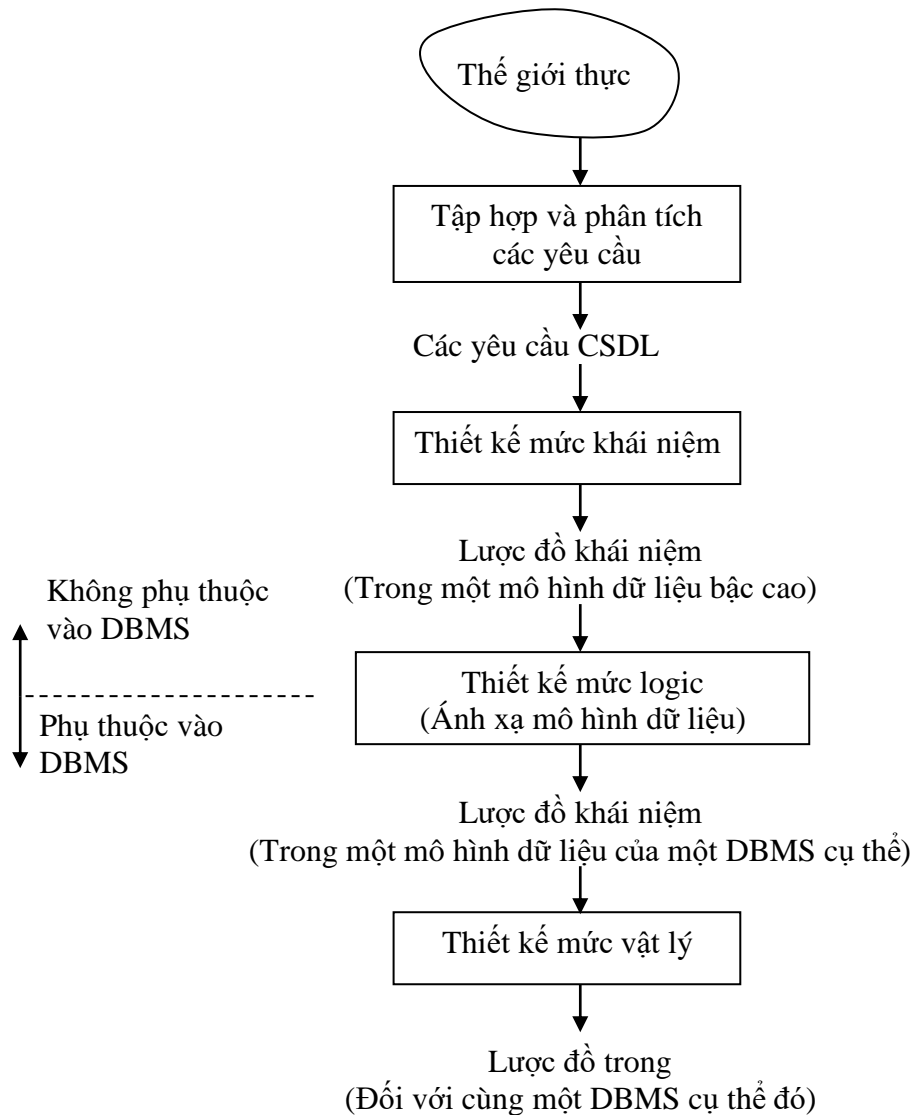 Thế giới thực
Tập hợp và phân tích
các yêu cầu
Các yêu cầu CSDL
Thiết kế mức khái niệm
Lược đồ khái niệm
(Trong một mô hình dữ liệu bậc cao)
Không phụ thuộc
vào DBMS
Thiết kế mức logic
(Ánh xạ mô hình dữ liệu)
Phụ thuộc vào
DBMS
Lược đồ khái niệm
(Trong một mô hình dữ liệu của một DBMS cụ thể)
Thiết kế mức vật lý
Lược đồ trong
(Đối với cùng một DBMS cụ thể đó)